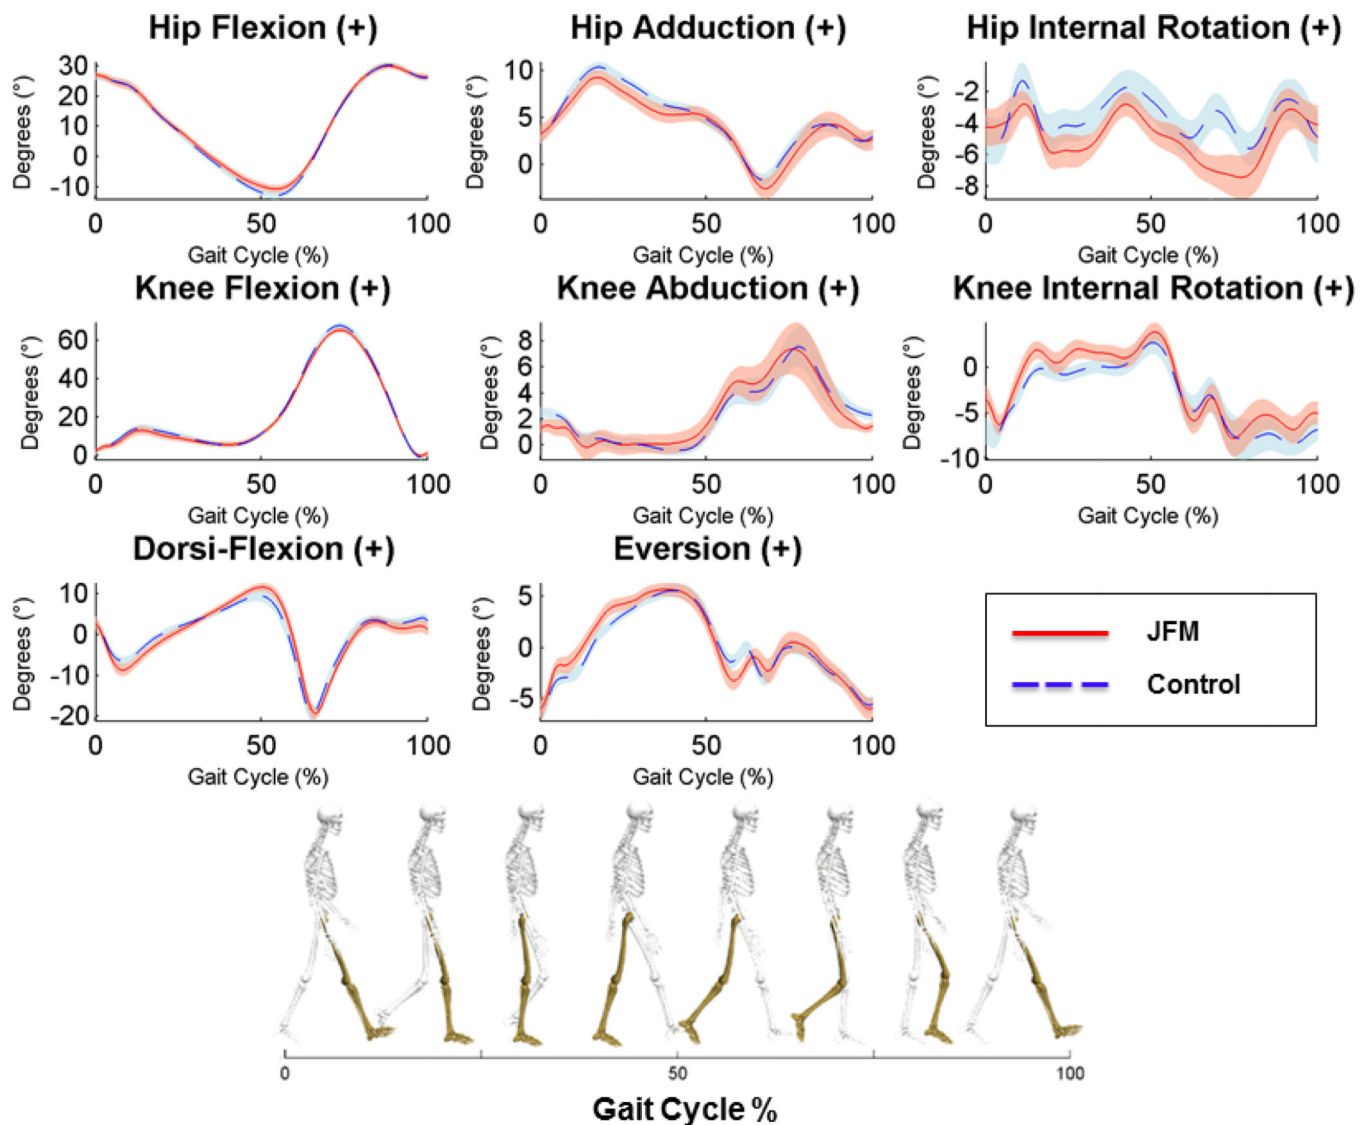 Hip Flexion (+)
Hip Adduction (+)
Hip Internal Rotation (+)
Degrees (°)
30
20
10
0
-10
0
50
100
Gait Cycle (%)
Degrees (°)
10
5
0
0
50
100
Gait Cycle (%)
Degrees (°)
-2
-4
-6
-8
0
50
100
Gait Cycle (%)
Knee Flexion (+)
Knee Abduction (+)
Knee Internal Rotation (+)
Degrees (°)
60
40
20
0
0
50
100
Gait Cycle (%)
Degrees (°)
8
6
4
2
0
0
50
100
Gait Cycle (%)
Degrees (°)
0
-5
-10
0
50
100
Gait Cycle (%)
Dorsi-Flexion (+)
Eversion (+)
Degrees (°)
10
0
-10
-20
0
50
100
Gait Cycle (%)
Degrees (°)
5
0
-5
0
50
100
Gait Cycle (%)
JFM
Control
0
50
100
Gait Cycle %